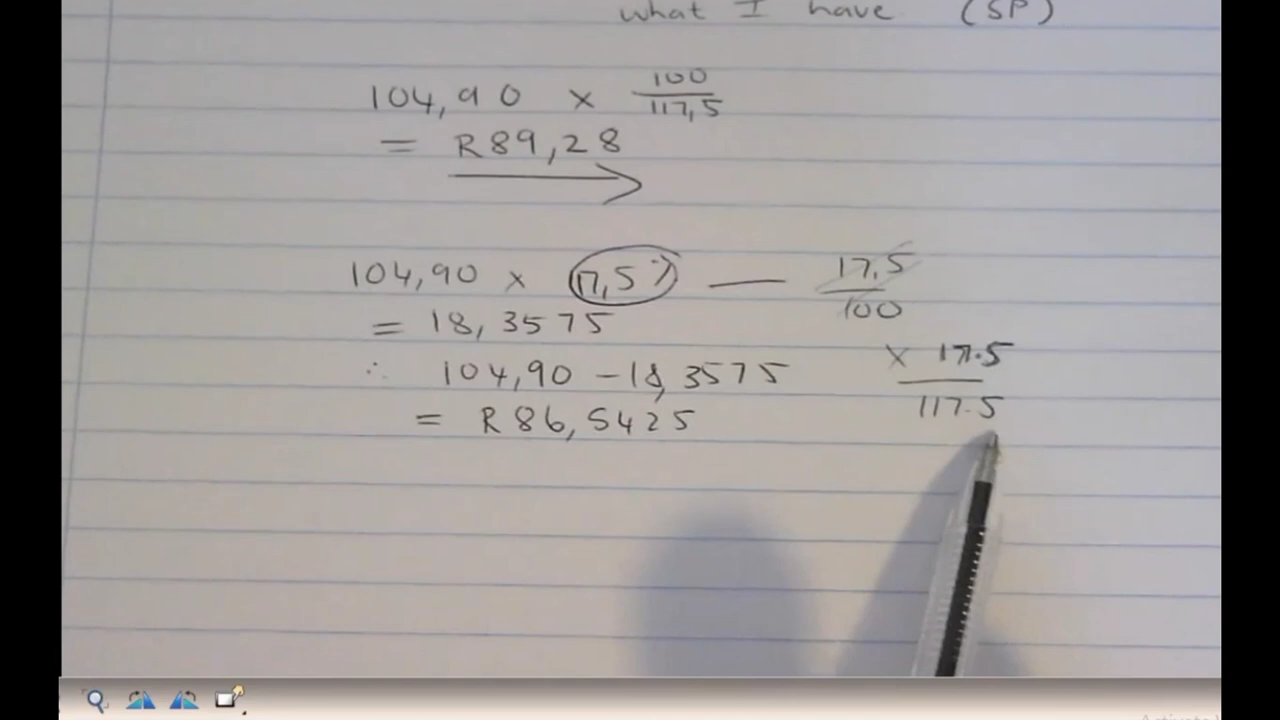 what I have (SP)
104,90 × 100/117,5
= R89,28
104,90 × 17,5% — 17,5/100
= 18,3575
× 17.5/117.5
∴ 104,90 - 18,3575
= R86,5425